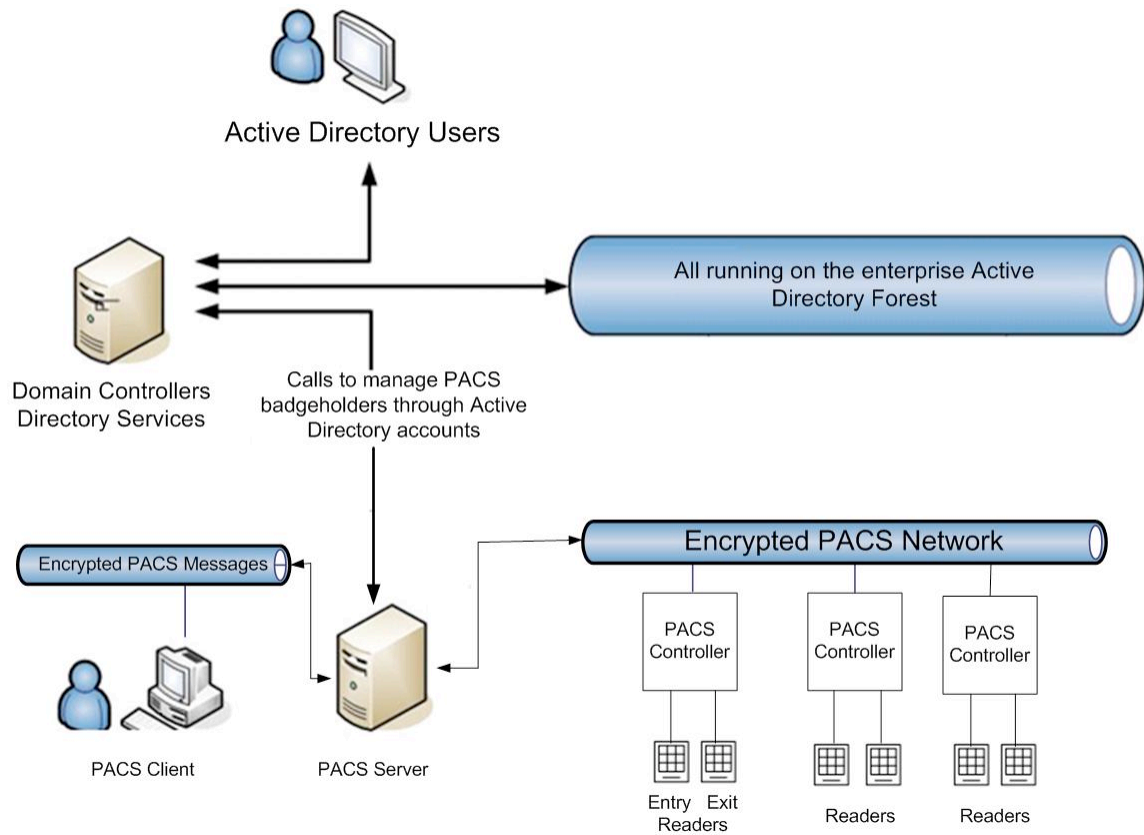 Active Directory Users
All running on the enterprise Active
Directory Forest
Domain Controllers
Directory Services
Calls to manage PACS
badgeholders through Active
Directory accounts
Encrypted PACS Messages
Encrypted PACS Network
PACS
Controller
PACS
Controller
PACS
Controller
PACS Client
PACS Server
Entry Exit
Readers
Readers
Readers